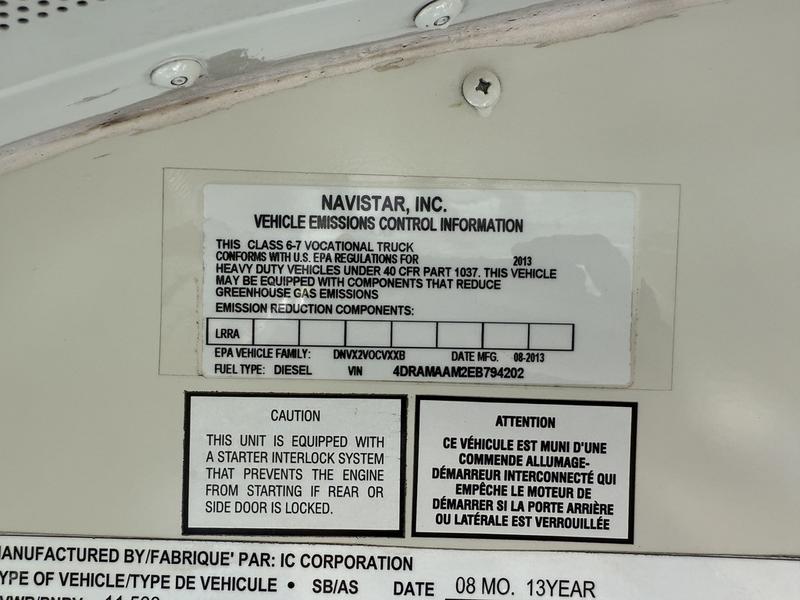 NAVISTAR, INC.
VEHICLE EMISSIONS CONTROL INFORMATION
THIS CLASS 6-7 VOCATIONAL TRUCK
CONFORMS WITH U.S. EPA REGULATIONS FOR 2013
HEAVY DUTY VEHICLES UNDER 40 CFR PART 1037. THIS VEHICLE
MAY BE EQUIPPED WITH COMPONENTS THAT REDUCE
GREENHOUSE GAS EMISSIONS
EMISSION REDUCTION COMPONENTS:
LRRA
EPA VEHICLE FAMILY: DNVX2VOCVXXB DATE MFG. 08-2013
FUEL TYPE: DIESEL VIN 4DRAMAAM2EB794202
CAUTION
THIS UNIT IS EQUIPPED WITH
A STARTER INTERLOCK SYSTEM
THAT PREVENTS THE ENGINE
FROM STARTING IF REAR OR
SIDE DOOR IS LOCKED.
ATTENTION
CE VÉHICULE EST MUNI D'UNE
COMMENDE ALLUMAGE-
DÉMARREUR INTERCONNECTÉ QUI
EMPÊCHE LE MOTEUR DE
DÉMARRER SI LA PORTE ARRIÈRE
OU LATÉRALE EST VERROUILLÉE
MANUFACTURED BY/FABRIQUE' PAR: IC CORPORATION
TYPE OF VEHICLE/TYPE DE VEHICULE • SB/AS DATE 08 MO. 13YEAR